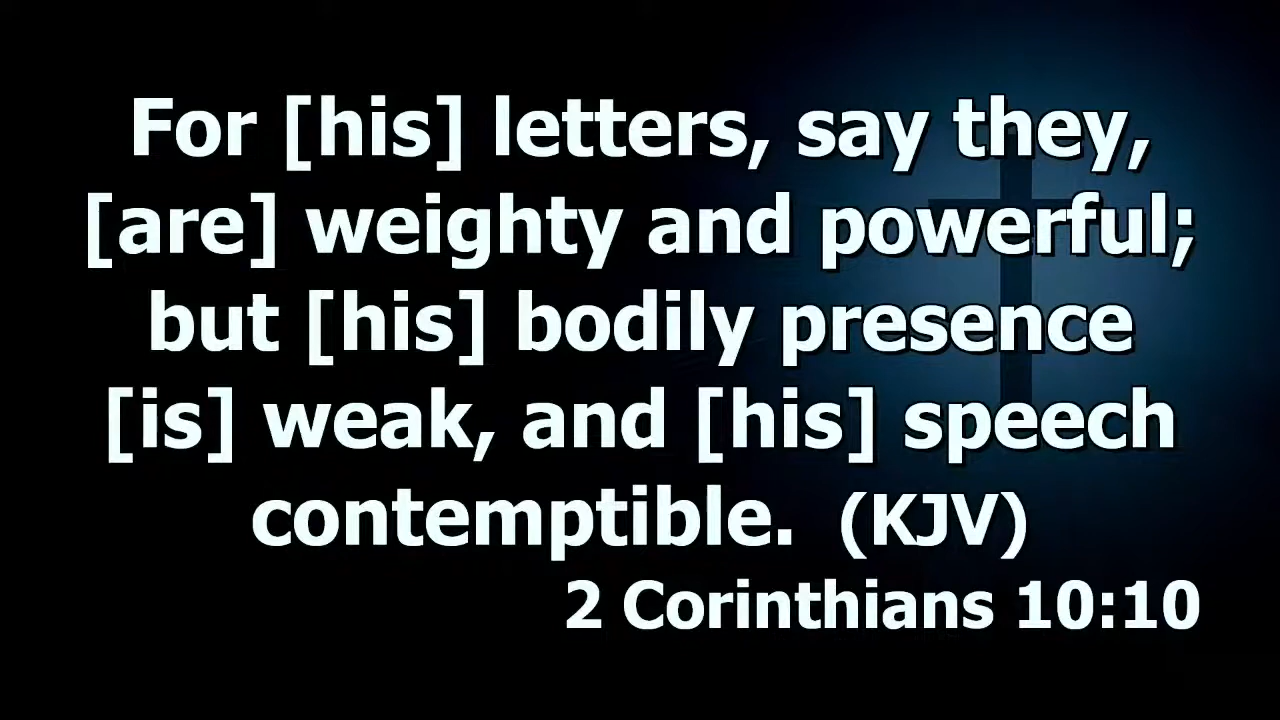 For [his] letters, say they,
[are] weighty and powerful;
but [his] bodily presence
[is] weak, and [his] speech
contemptible.  (KJV)
2 Corinthians 10:10